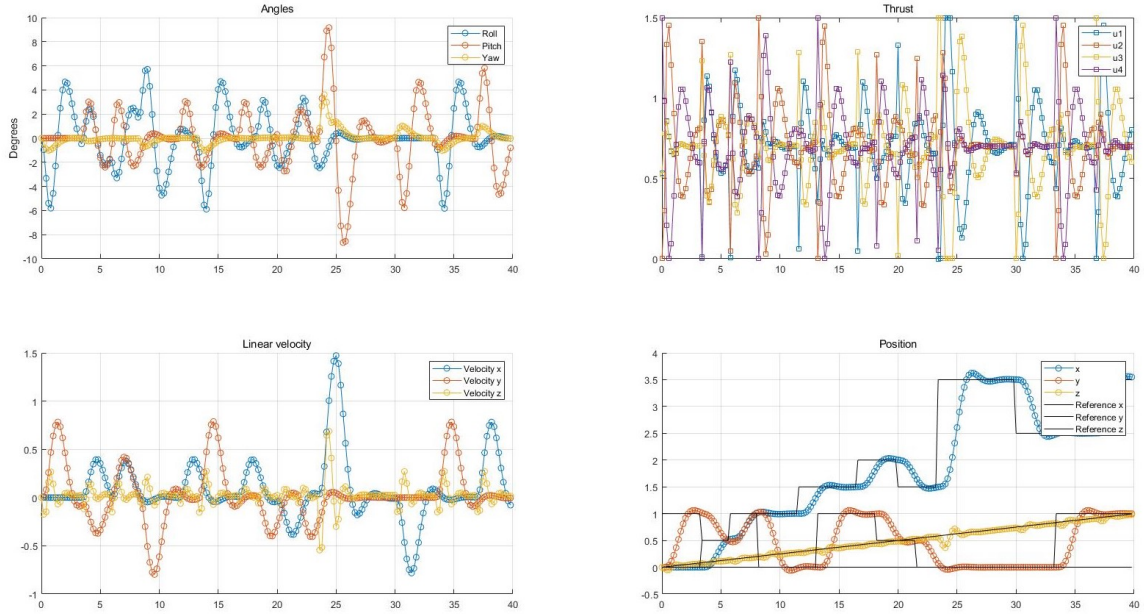 Angles
10
8
6
4
2
0
-2
-4
-6
-8
-10
Degrees
0 5 10 15 20 25 30 35 40
Roll
Pitch
Yaw
Thrust
1.5
1
0.5
0
0 5 10 15 20 25 30 35 40
u1
u2
u3
u4
Linear velocity
1.5
1
0.5
0
-0.5
-1
0 5 10 15 20 25 30 35 40
Velocity x
Velocity y
Velocity z
Position
4
3.5
3
2.5
2
1.5
1
0.5
0
-0.5
0 5 10 15 20 25 30 35 40
x
y
z
Reference x
Reference y
Reference z